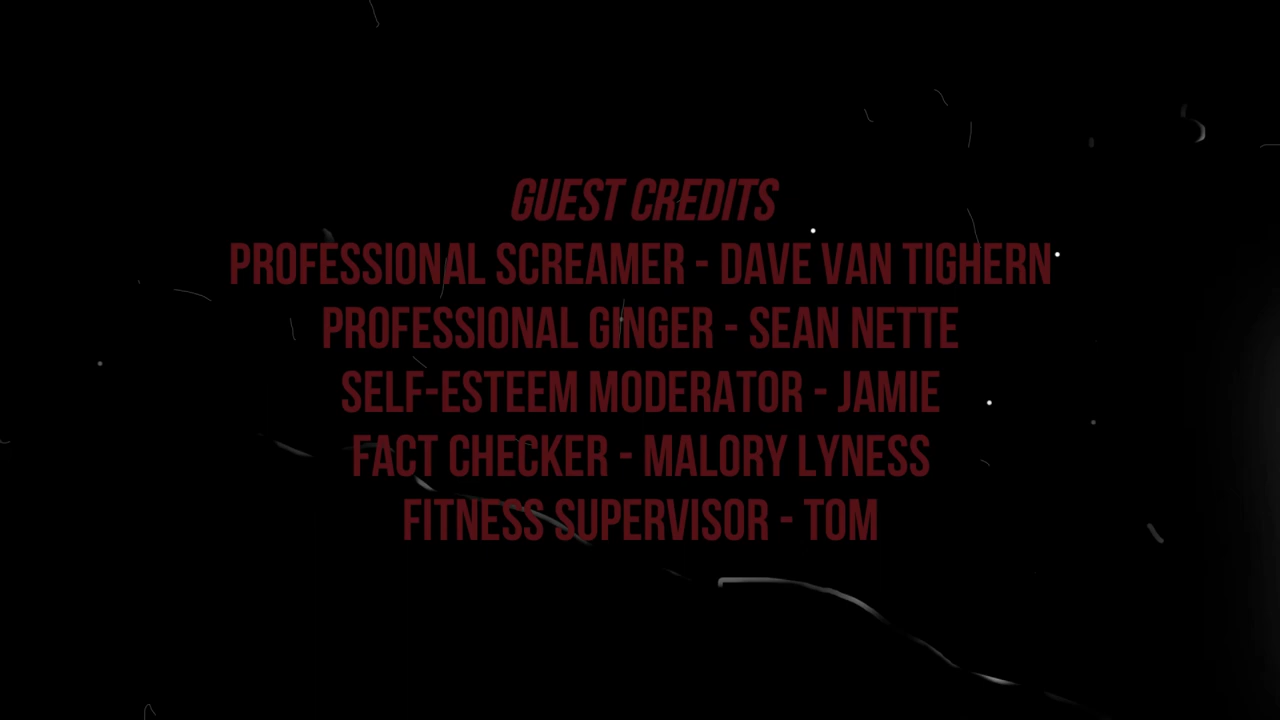 GUEST CREDITS
PROFESSIONAL SCREAMER - DAVE VAN TIGHERN
PROFESSIONAL GINGER - SEAN NETTE
SELF-ESTEEM MODERATOR - JAMIE
FACT CHECKER - MALORY LYNESS
FITNESS SUPERVISOR - TOM